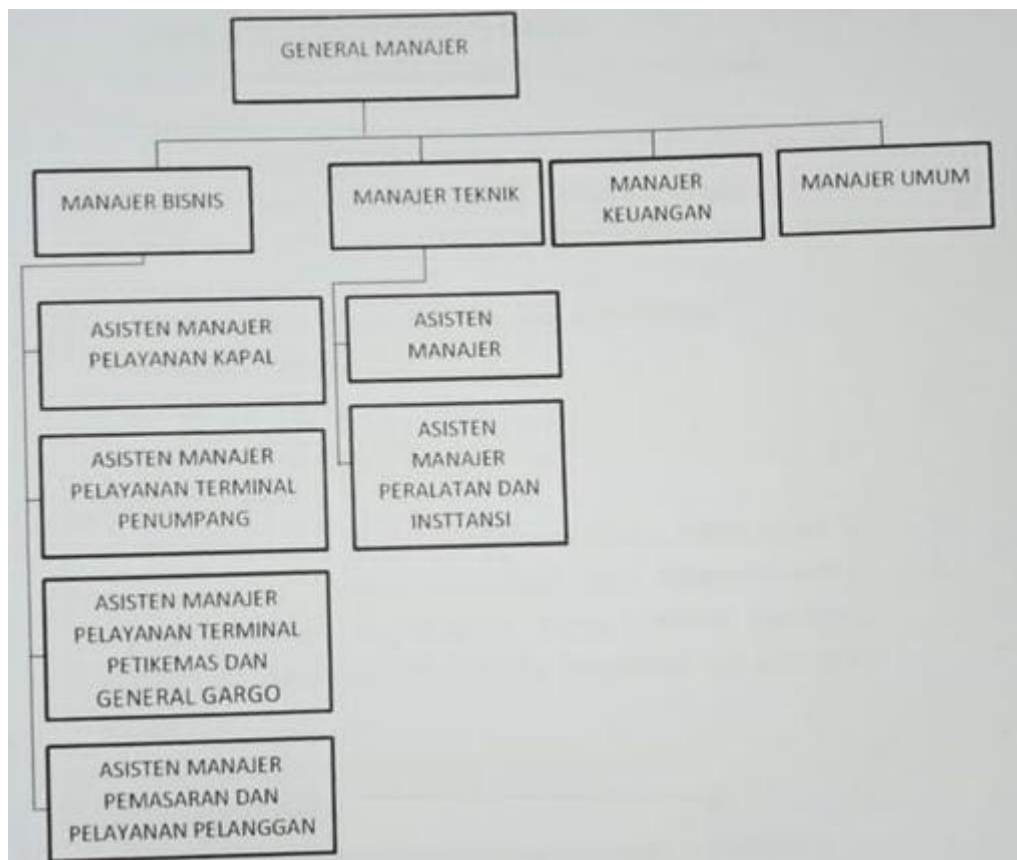 GENERAL MANAJER
MANAJER BISNIS
MANAJER TEKNIK
MANAJER
KEUANGAN
MANAJER UMUM
ASISTEN MANAJER
PELAYANAN KAPAL
ASISTEN MANAJER
PELAYANAN TERMINAL
PENUMPANG
ASISTEN MANAJER
PELAYANAN TERMINAL
PETIKEMAS DAN
GENERAL GARGO
ASISTEN MANAJER
PEMASARAN DAN
PELAYANAN PELANGGAN
ASISTEN
MANAJER
ASISTEN
MANAJER
PERALATAN DAN
INSTTANSI